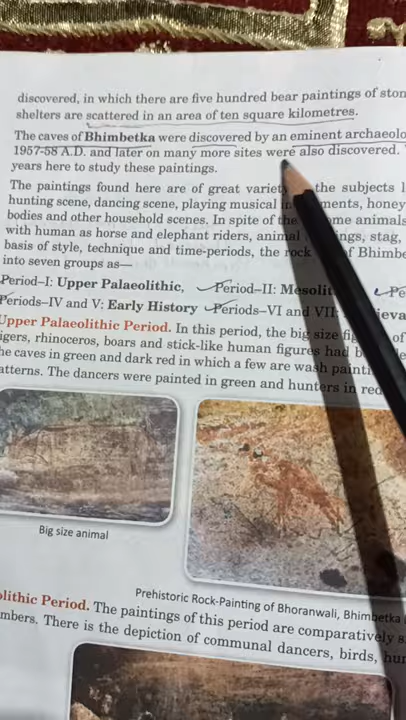 discovered, in which there are five hundred bear paintings of ston
shelters are scattered in an area of ten square kilometres.
The caves of Bhimbetka were discovered by an eminent archaeolo
1957-58 A.D. and later on many more sites were also discovered.
years here to study these paintings.
The paintings found here are of great variet the subjects l
hunting scene, dancing scene, playing musical in ments, honey
bodies and other household scenes. In spite of the ome animals
with human as horse and elephant riders, animal ings, stag,
basis of style, technique and time-periods, the rock of Bhimbe
into seven groups as—
Period–I: Upper Palaeolithic, Period–II: Mesolit Pe
Periods–IV and V: Early History Periods–VI and VII: ieva
Upper Palaeolithic Period. In this period, the big size fig of
igers, rhinoceros, boars and stick-like human figures had b
he caves in green and dark red in which a few are wash painti
atterns. The dancers were painted in green and hunters in red
Big size animal
Prehistoric Rock-Painting of Bhoranwali, Bhimbetka
olithic Period. The paintings of this period are comparatively s
mbers. There is the depiction of communal dancers, birds, hu